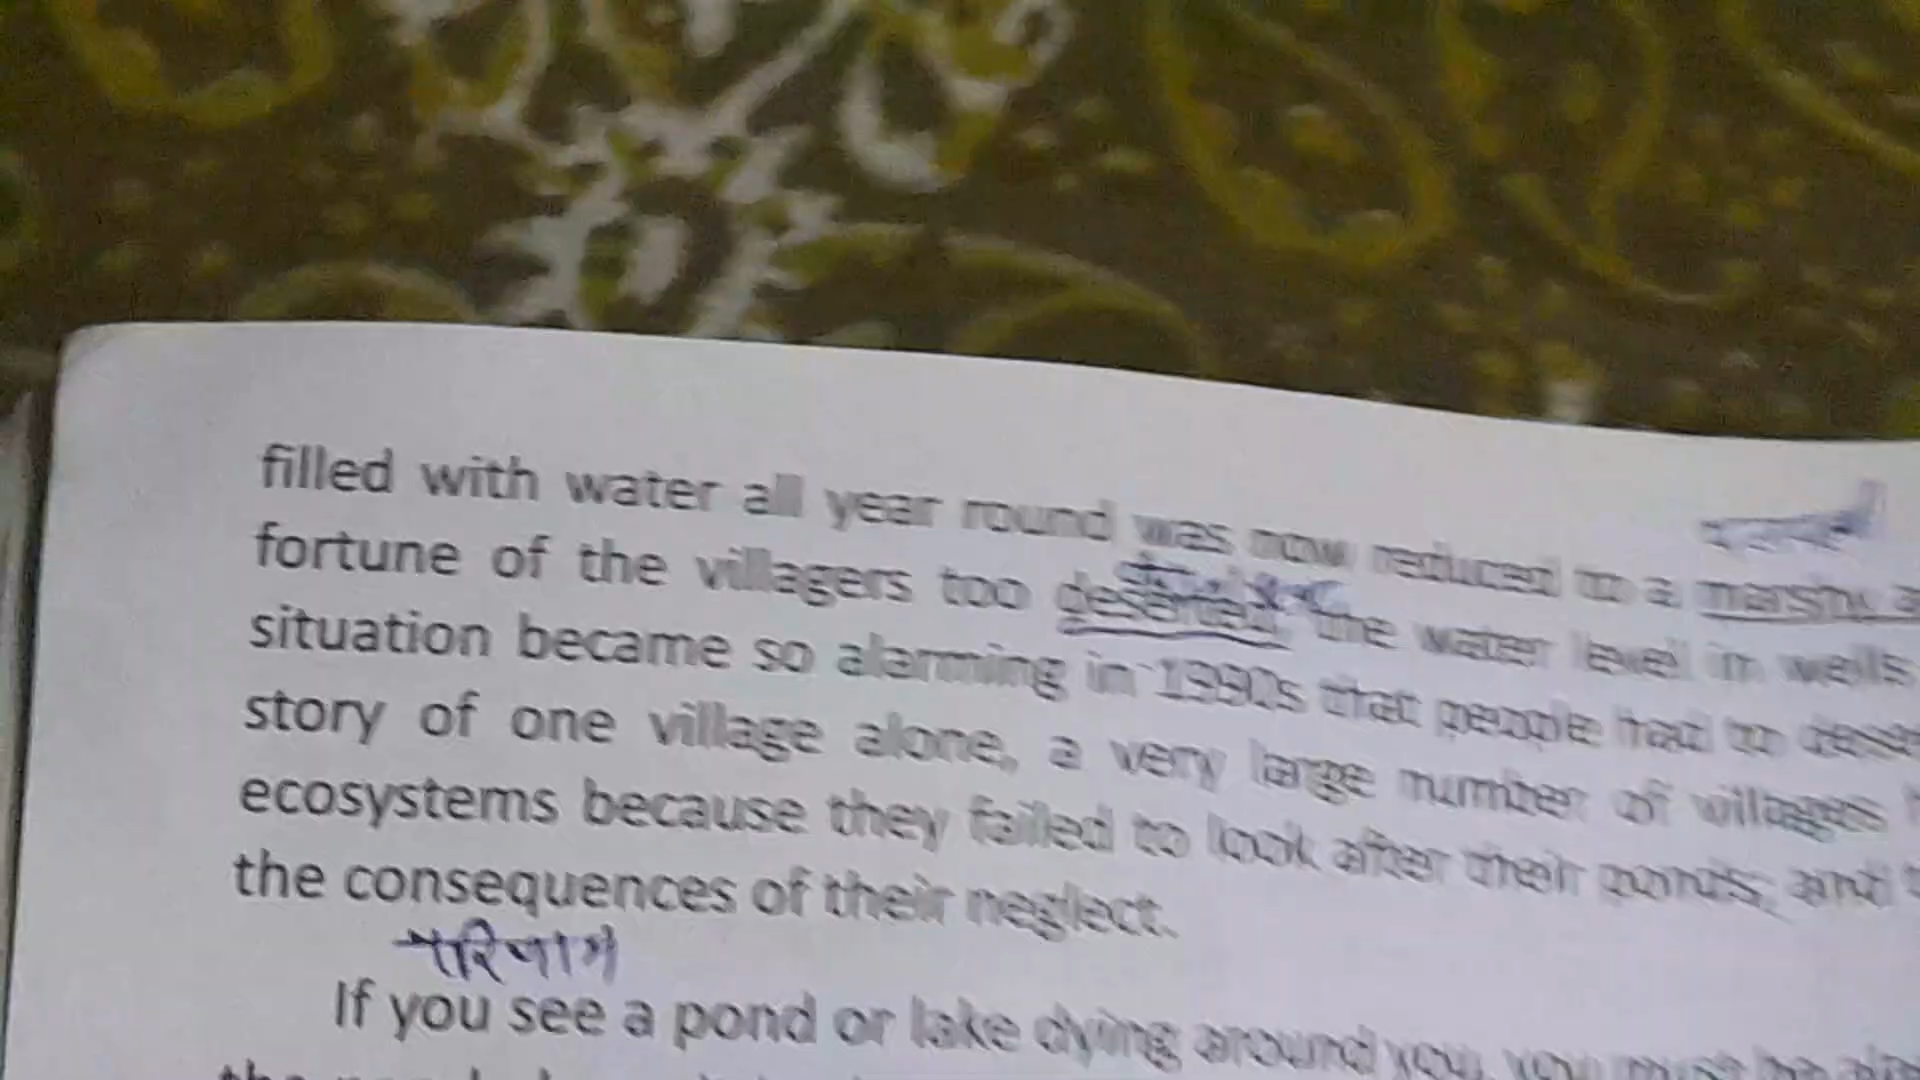 filled with water all year round was now reduced to a marshy
fortune of the villagers too deserted, the water level in wells
situation became so alarming in 1990s that people had to
story of one village alone, a very large number of villages
ecosystems because they failed to look after their ponds, and
the consequences of their neglect.
परिणाम
If you see a pond or lake dying around you, you must be